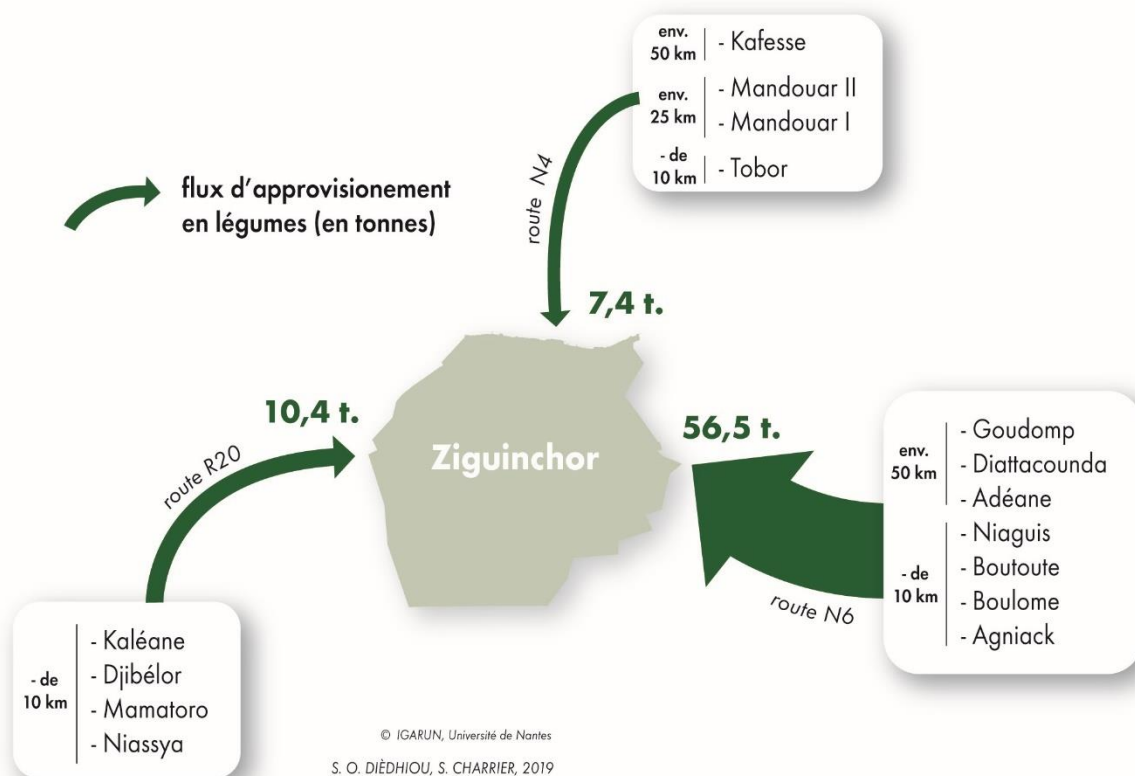 env.
50 km
- Kafesse
env.
25 km
- Mandouar II
- Mandouar I
- de
10 km
- Tobor
flux d'approvisionement
en légumes (en tonnes)
route N4
7,4 t.
10,4 t.
route R20
Ziguinchor
56,5 t.
route N6
env.
50 km
- Goudomp
- Diattacounda
- Adéane
- de
10 km
- Niaguis
- Boutoute
- Boulome
- Agniack
- de
10 km
- Kaléane
- Djibélor
- Mamatoro
- Niassya
© IGARUN, Université de Nantes
S. O. DIÈDHIOU, S. CHARRIER, 2019